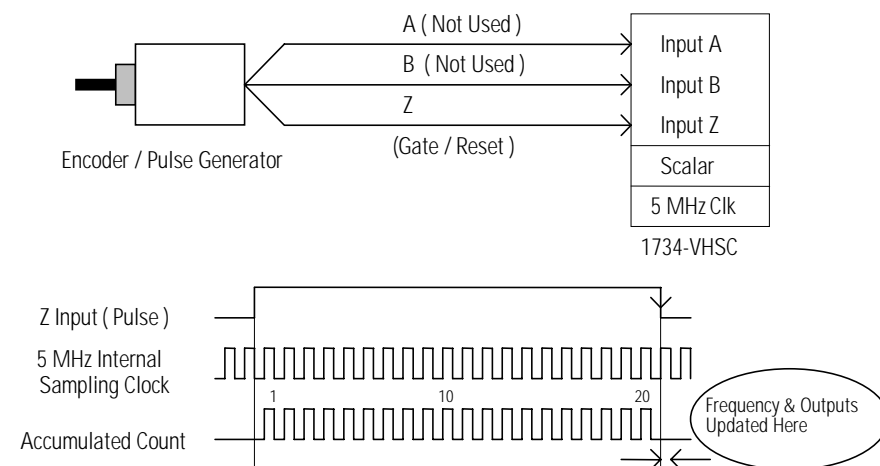 A ( Not Used )
B ( Not Used )
Z
(Gate / Reset )
Encoder / Pulse Generator
Input A
Input B
Input Z
Scalar
5 MHz Clk
1734-VHSC
Z Input ( Pulse )
5 MHz Internal
Sampling Clock
1 10 20
Accumulated Count
Frequency & Outputs
Updated Here